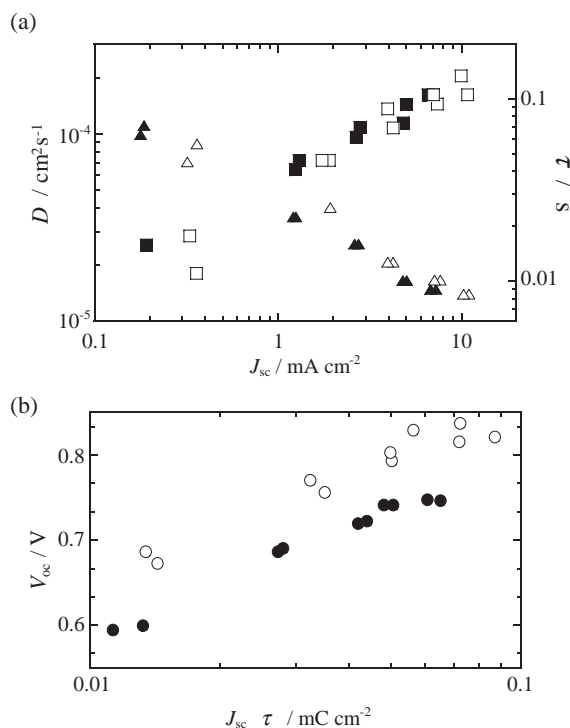 (a)
10⁻⁴
10⁻⁵
D / cm² s⁻¹
0.1
0.01
τ / s
0.1
1
10
J_sc / mA cm⁻²
(b)
0.8
0.7
0.6
V_oc / V
0.01
0.1
J_sc τ / mC cm⁻²